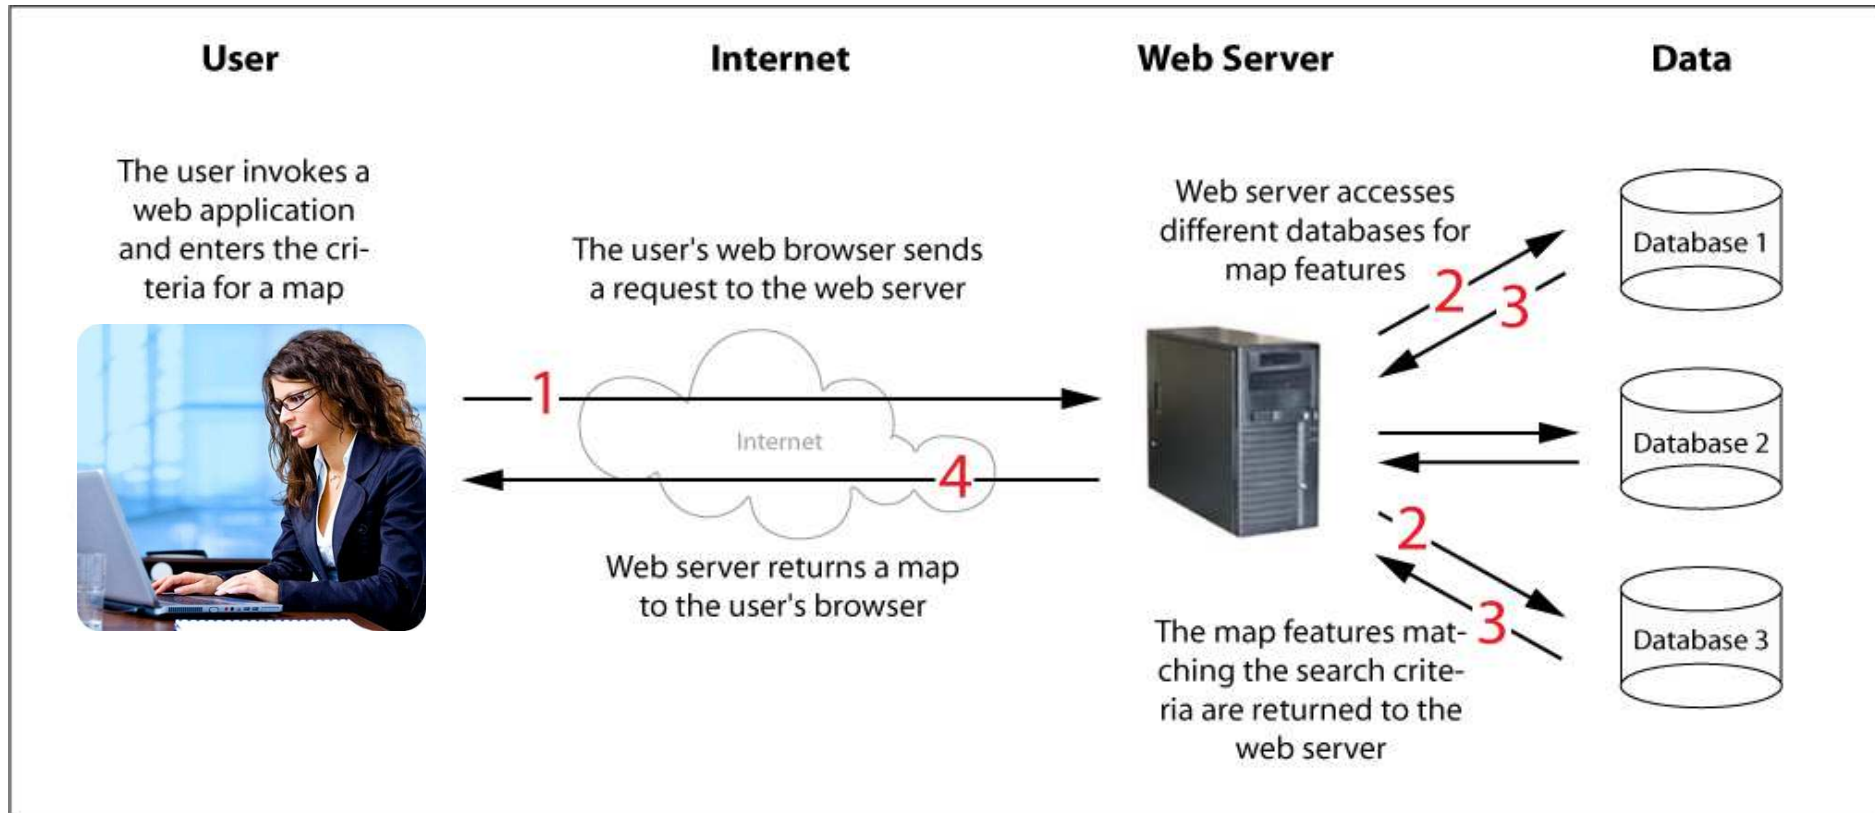 User
Internet
Web Server
Data
The user invokes a
web application
and enters the cri-
teria for a map
The user's web browser sends
a request to the web server
1
Internet
4
Web server returns a map
to the user's browser
Web server accesses
different databases for
map features
2
3
2
3
The map features mat-
ching the search crite-
ria are returned to the
web server
Database 1
Database 2
Database 3